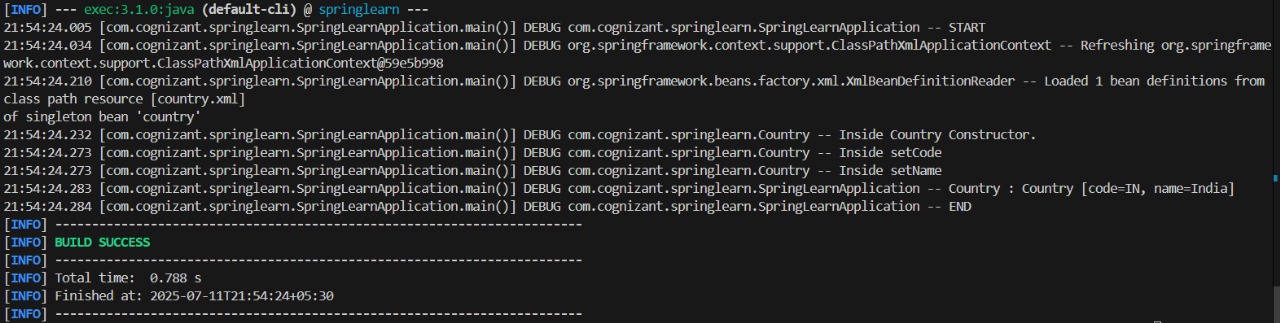 [INFO] --- exec:3.1.0:java (default-cli) @ springlearn ---
21:54:24.005 [com.cognizant.springlearn.SpringLearnApplication.main()] DEBUG com.cognizant.springlearn.SpringLearnApplication -- START
21:54:24.034 [com.cognizant.springlearn.SpringLearnApplication.main()] DEBUG org.springframework.context.support.ClassPathXmlApplicationContext -- Refreshing org.springframe
work.context.support.ClassPathXmlApplicationContext@59e5b998
21:54:24.210 [com.cognizant.springlearn.SpringLearnApplication.main()] DEBUG org.springframework.beans.factory.xml.XmlBeanDefinitionReader -- Loaded 1 bean definitions from
class path resource [country.xml]
of singleton bean 'country'
21:54:24.232 [com.cognizant.springlearn.SpringLearnApplication.main()] DEBUG com.cognizant.springlearn.Country -- Inside Country Constructor.
21:54:24.273 [com.cognizant.springlearn.SpringLearnApplication.main()] DEBUG com.cognizant.springlearn.Country -- Inside setCode
21:54:24.273 [com.cognizant.springlearn.SpringLearnApplication.main()] DEBUG com.cognizant.springlearn.Country -- Inside setName
21:54:24.283 [com.cognizant.springlearn.SpringLearnApplication.main()] DEBUG com.cognizant.springlearn.SpringLearnApplication -- Country : Country [code=IN, name=India]
21:54:24.284 [com.cognizant.springlearn.SpringLearnApplication.main()] DEBUG com.cognizant.springlearn.SpringLearnApplication -- END
[INFO] ------------------------------------------------------------------------
[INFO] BUILD SUCCESS
[INFO] ------------------------------------------------------------------------
[INFO] Total time:  0.788 s
[INFO] Finished at: 2025-07-11T21:54:24+05:30
[INFO] ------------------------------------------------------------------------